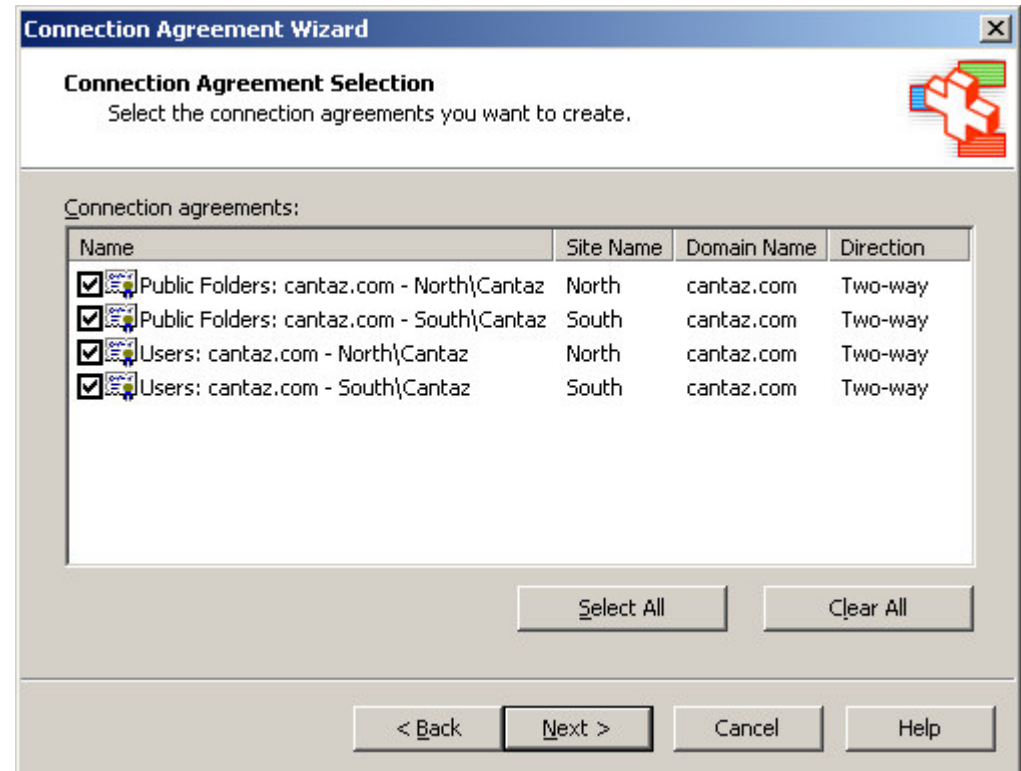 Connection Agreement Wizard
Connection Agreement Selection
Select the connection agreements you want to create.
Connection agreements:
Name Site Name Domain Name Direction
Public Folders: cantaz.com - North\Cantaz North cantaz.com Two-way
Public Folders: cantaz.com - South\Cantaz South cantaz.com Two-way
Users: cantaz.com - North\Cantaz North cantaz.com Two-way
Users: cantaz.com - South\Cantaz South cantaz.com Two-way
Select All Clear All
< Back Next > Cancel Help